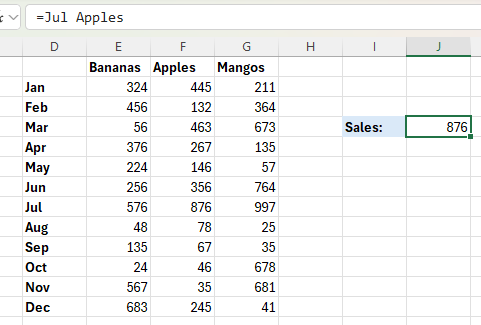 =Jul Apples
D E F G H I J
Bananas Apples Mangos
Jan 324 445 211
Feb 456 132 364
Mar 56 463 673 Sales: 876
Apr 376 267 135
May 224 146 57
Jun 256 356 764
Jul 576 876 997
Aug 48 78 25
Sep 135 67 35
Oct 24 46 678
Nov 567 35 681
Dec 683 245 41